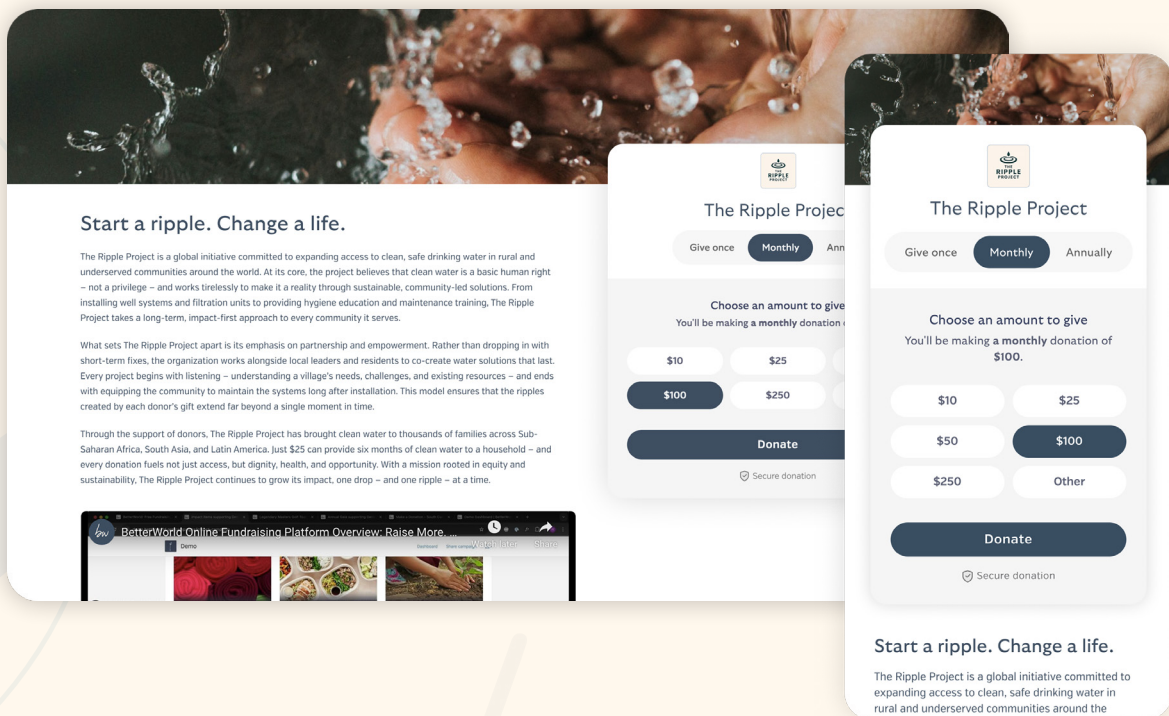 Start a ripple. Change a life.
The Ripple Project is a global initiative committed to expanding access to clean, safe drinking water in rural and
underserved communities around the world. At its core, the project believes that clean water is a basic human right
– not a privilege – and works tirelessly to make it a reality through sustainable, community-led solutions. From
installing well systems and filtration units to providing hygiene education and maintenance training, The Ripple
Project takes a long-term, impact-first approach to every community it serves.
What sets The Ripple Project apart is its emphasis on partnership and empowerment. Rather than dropping in with
short-term fixes, the organization works alongside local leaders and residents to co-create water solutions that last.
Every project begins with listening – understanding a village's needs, challenges, and existing resources – and ends
with equipping the community to maintain the systems long after installation. This model ensures that the ripples
created by each donor's gift extend far beyond a single moment in time.
Through the support of donors, The Ripple Project has brought clean water to thousands of families across Sub-
Saharan Africa, South Asia, and Latin America. Just $25 can provide six months of clean water to a household – and
every donation fuels not just access, but dignity, health, and opportunity. With a mission rooted in equity and
sustainability, The Ripple Project continues to grow its impact, one drop – and one ripple – at a time.
bw
BetterWorld Online Fundraising Platform Overview: Raise More. ...
Share
Demo
THE
RIPPLE
PROJECT
The Ripple Projec
Give once Monthly Ann
Choose an amount to give
You'll be making a monthly donation
$10 $25
$100 $250
Donate
Secure donation
THE
RIPPLE
PROJECT
The Ripple Project
Give once Monthly Annually
Choose an amount to give
You'll be making a monthly donation of
$100.
$10 $25
$50 $100
$250 Other
Donate
Secure donation
Start a ripple. Change a life.
The Ripple Project is a global initiative committed to
expanding access to clean, safe drinking water in
rural and underserved communities around the